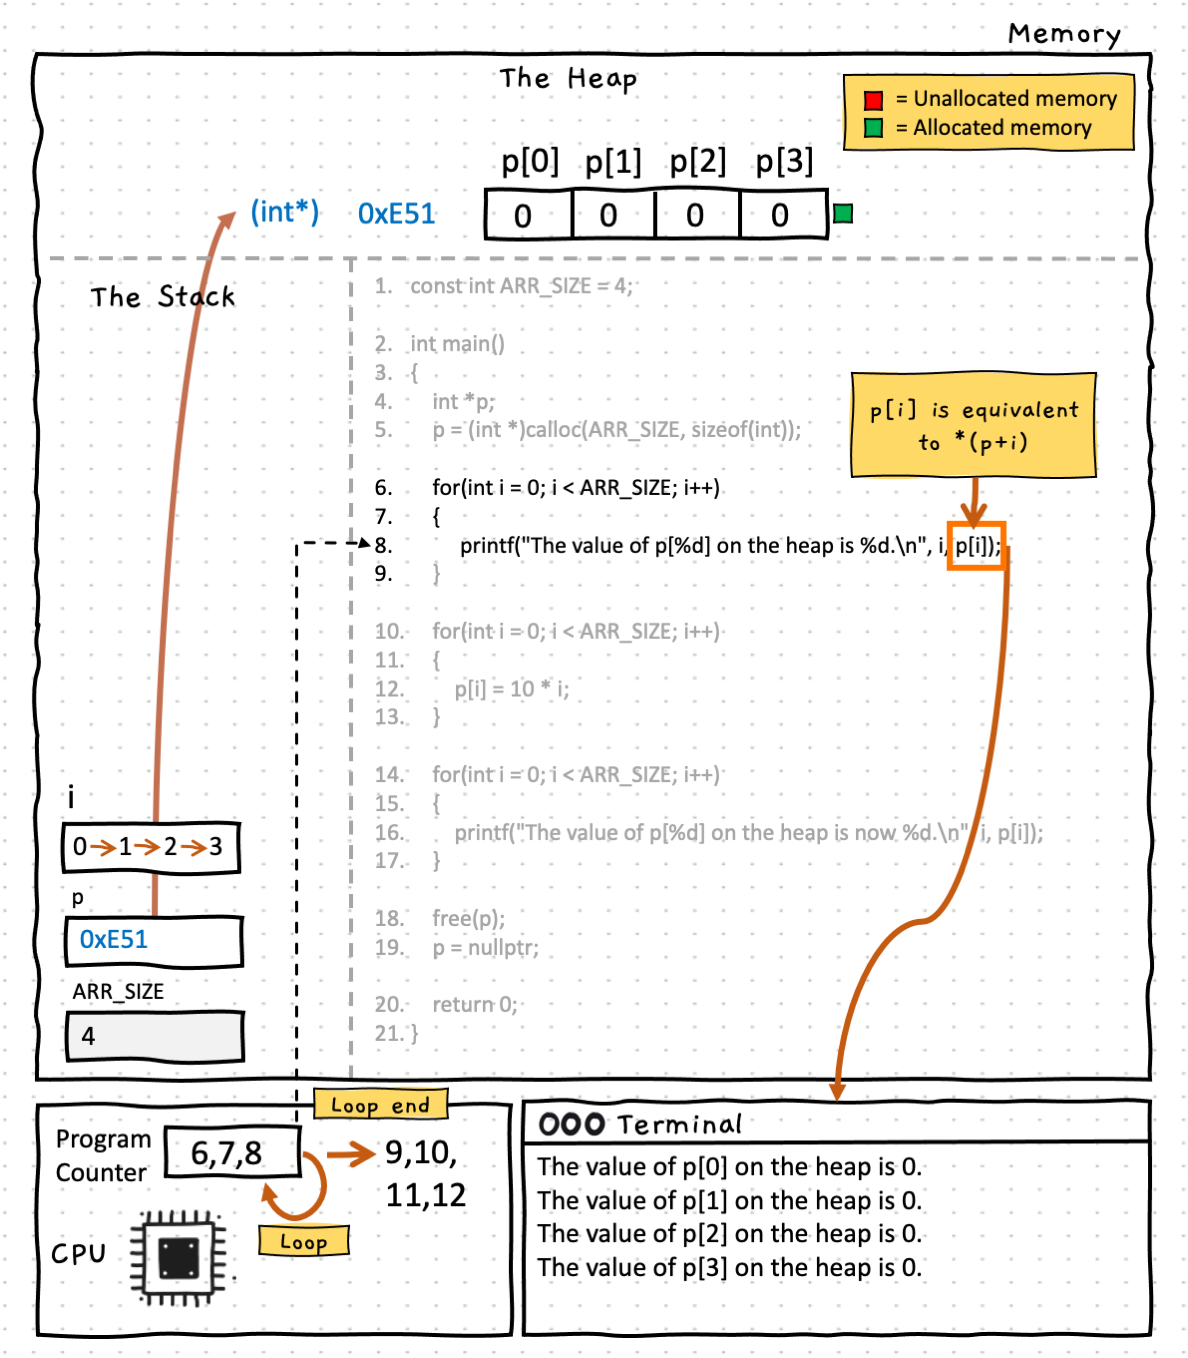 Memory
The Heap
= Unallocated memory
= Allocated memory
p[0] p[1] p[2] p[3]
(int*) 0xE51 0 0 0 0
The Stack
1. const int ARR_SIZE = 4;
2. int main()
3. {
4. int *p;
5. p = (int *)calloc(ARR_SIZE, sizeof(int));
p[i] is equivalent
to *(p+i)
6. for(int i = 0; i < ARR_SIZE; i++)
7. {
8. printf("The value of p[%d] on the heap is %d.\n", i, p[i]);
9. }
10. for(int i = 0; i < ARR_SIZE; i++)
11. {
12. p[i] = 10 * i;
13. }
14. for(int i = 0; i < ARR_SIZE; i++)
15. {
16. printf("The value of p[%d] on the heap is now %d.\n", i, p[i]);
17. }
18. free(p);
19. p = nullptr;
20. return 0;
21. }
i
0 1 2 3
p
0xE51
ARR_SIZE
4
Loop end
Program
Counter
6,7,8
9,10,
11,12
Loop
CPU
Terminal
The value of p[0] on the heap is 0.
The value of p[1] on the heap is 0.
The value of p[2] on the heap is 0.
The value of p[3] on the heap is 0.